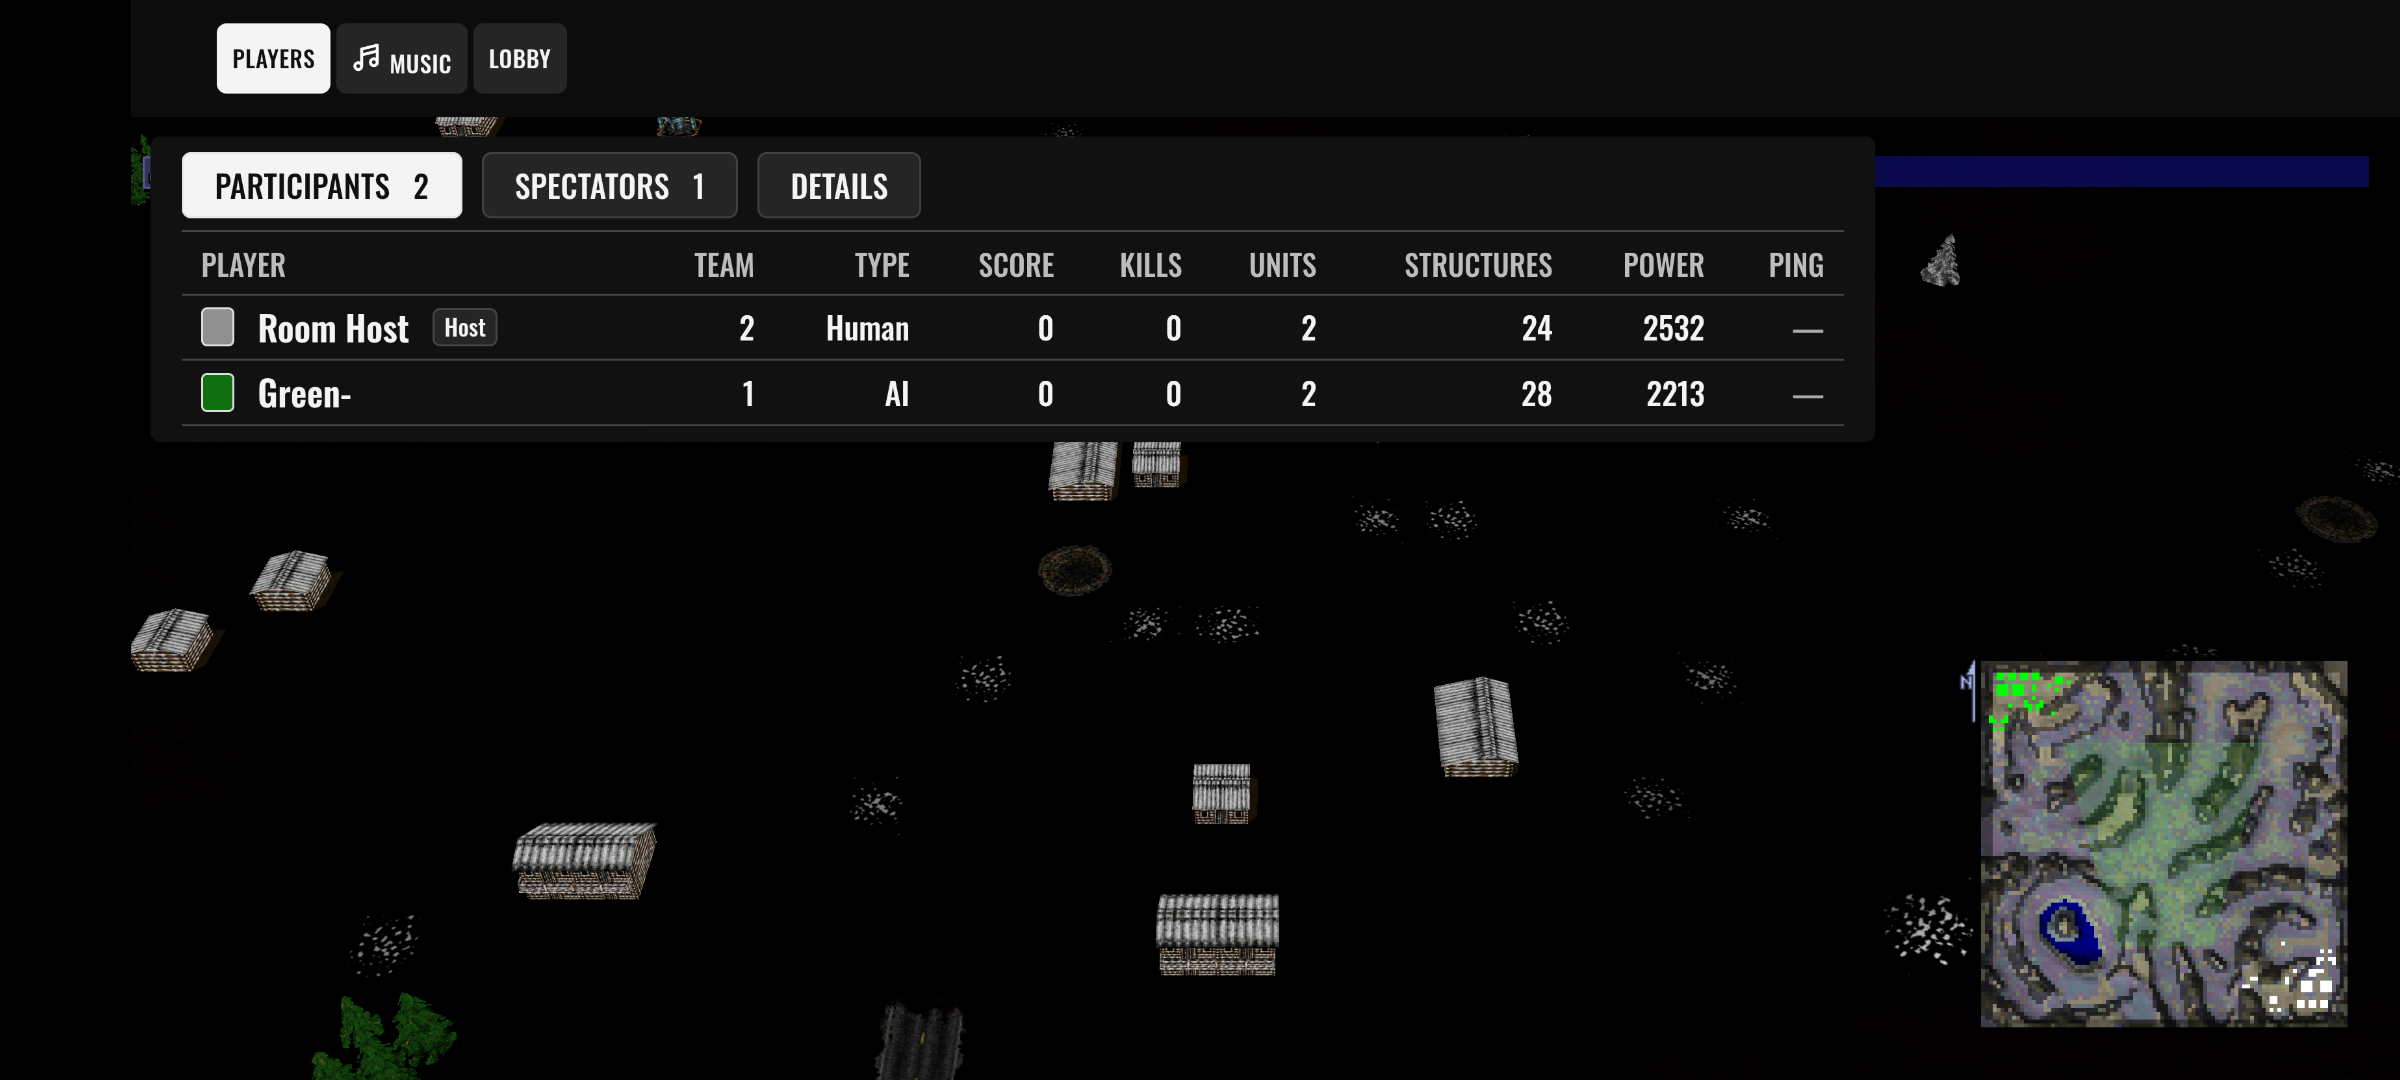 PLAYERS MUSIC LOBBY
PARTICIPANTS 2 SPECTATORS 1 DETAILS
PLAYER TEAM TYPE SCORE KILLS UNITS STRUCTURES POWER PING
Room Host Host 2 Human 0 0 2 24 2532 —
Green- 1 AI 0 0 2 28 2213 —
N